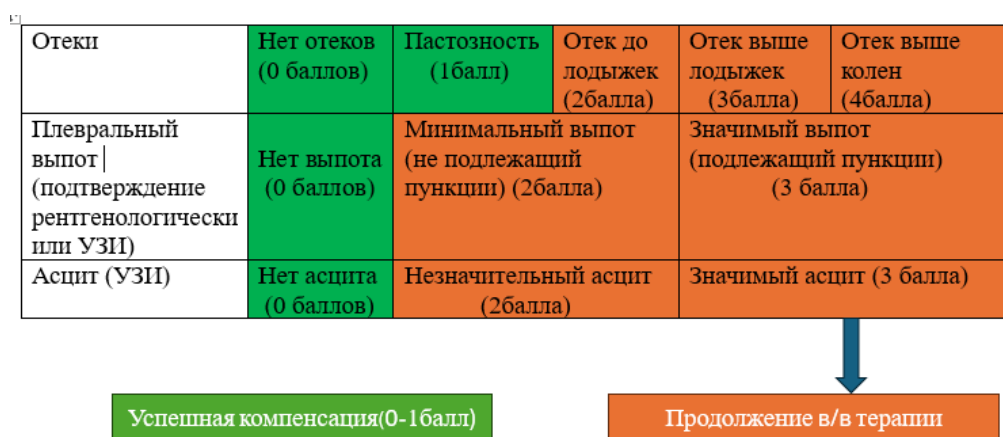 Отеки
Нет отеков
(0 баллов)
Пастозность
(1балл)
Отек до
лодыжек
(2балла)
Отек выше
лодыжек
(3балла)
Отек выше
колен
(4балла)
Плевральный
выпот
(подтверждение
рентгенологически
или УЗИ)
Нет выпота
(0 баллов)
Минимальный выпот
(не подлежащий
пункции) (2балла)
Значимый выпот
(подлежащий пункции)
(3 балла)
Асцит (УЗИ)
Нет асцита
(0 баллов)
Незначительный асцит
(2балла)
Значимый асцит (3 балла)
Успешная компенсация(0-1балл)
Продолжение в/в терапии